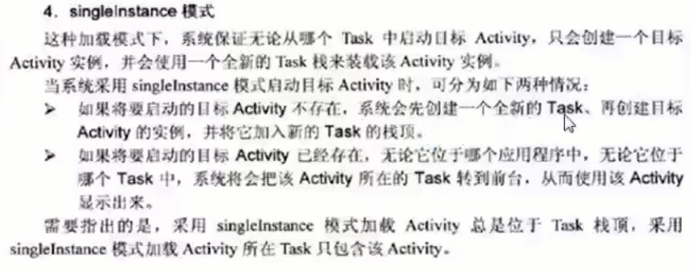 4．singleInstance 模式
这种加载模式下，系统保证无论从哪个 Task 中启动目标 Activity，只会创建一个目标
Activity 实例，并会使用一个全新的 Task 栈来装载该 Activity 实例。
当系统采用 singleInstance 模式启动目标 Activity 时，可分为如下两种情况：
➤ 如果将要启动的目标 Activity 不存在，系统会先创建一个全新的 Task、再创建目标
Activity 的实例，并将它加入新的 Task 的栈顶。
➤ 如果将要启动的目标 Activity 已经存在，无论它位于哪个应用程序中，无论它位于
哪个 Task 中，系统将会把该 Activity 所在的 Task 转到前台，从而使用该 Activity
显示出来。
需要指出的是，采用 singleInstance 模式加载 Activity 总是位于 Task 栈顶，采用
singleInstance 模式加载 Activity 所在 Task 只包含该 Activity。